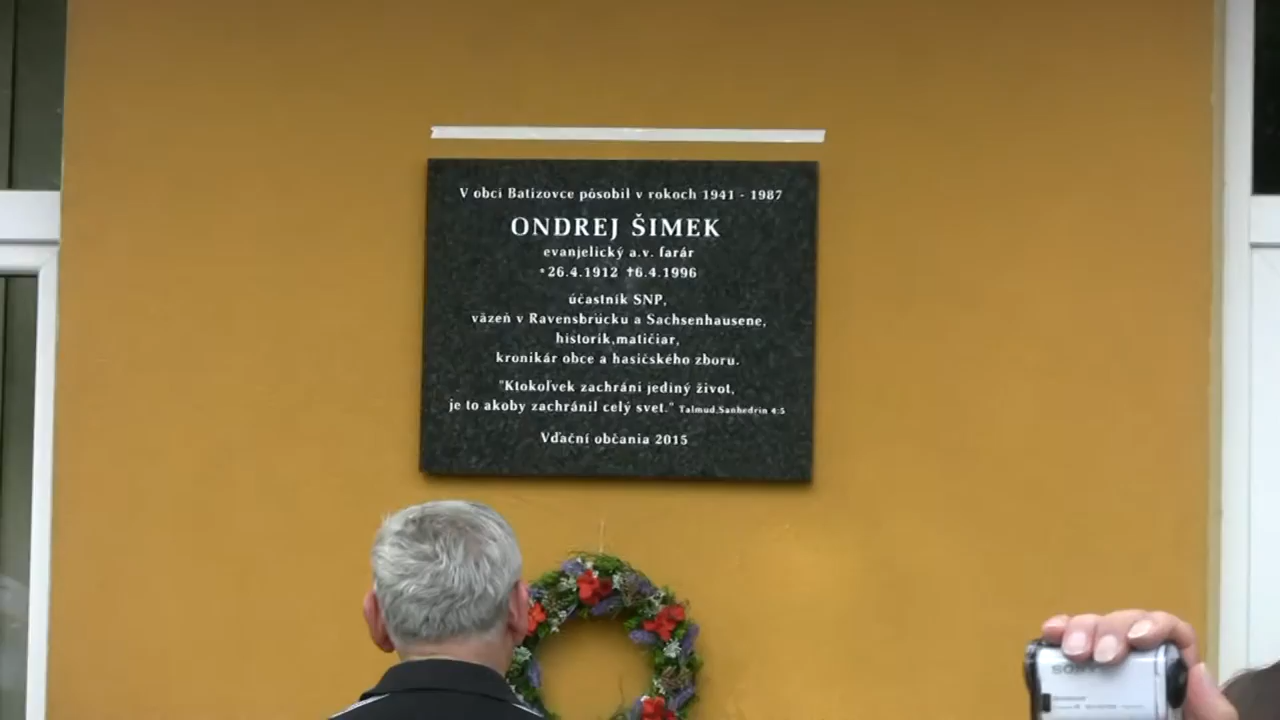 V obci Batizovce pôsobil v rokoch 1941 - 1987
ONDREJ ŠIMEK
evanjelický a.v. farár
*26.4.1912 †6.4.1996
účastník SNP,
väzeň v Ravensbrücku a Sachsenhausene,
historik,matičiar,
kronikár obce a hasičského zboru.
"Ktokoľvek zachráni jediný život,
je to akoby zachránil celý svet." Talmud,Sanhedrin 4:5
Vďační občania 2015
SONY